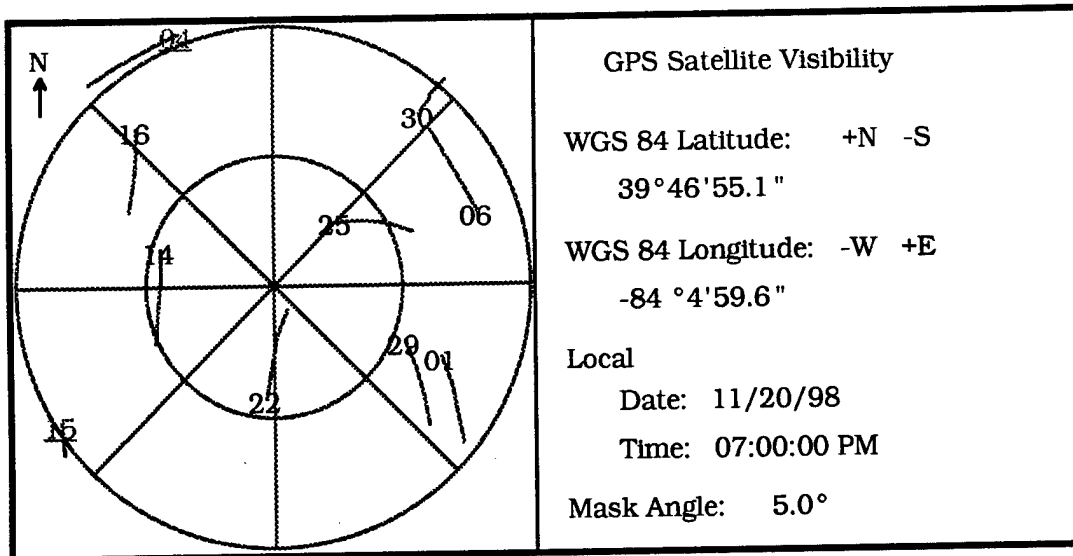 04
N
30
16
06
25
14
29
01
22
15
GPS Satellite Visibility
WGS 84 Latitude: +N -S
39°46'55.1"
WGS 84 Longitude: -W +E
-84 °4'59.6"
Local
Date: 11/20/98
Time: 07:00:00 PM
Mask Angle: 5.0°